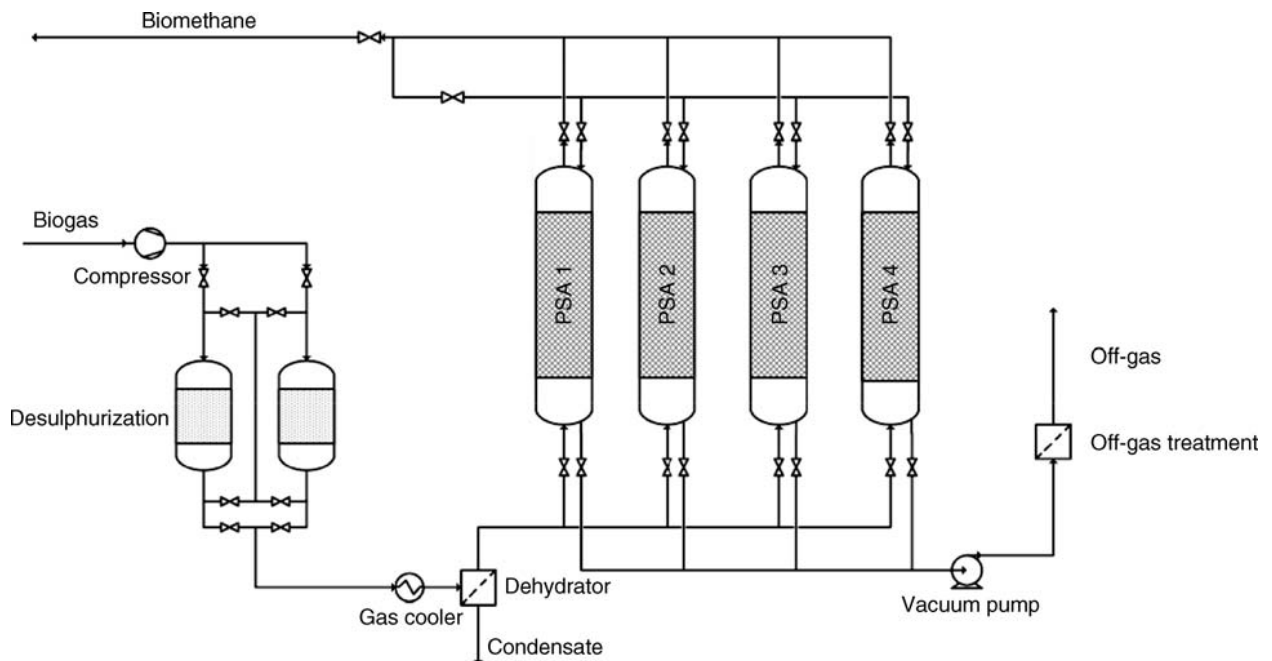 Biomethane
Biogas
Compressor
Desulphurization
PSA 1
PSA 2
PSA 3
PSA 4
Off-gas
Off-gas treatment
Dehydrator
Gas cooler
Vacuum pump
Condensate